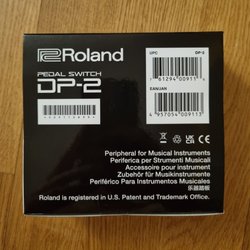 Roland
PEDAL SWITCH
DP-2
UPC DP-2
EAN/JAN
Peripheral for Musical Instruments
Periferica per Strumenti Musicali
Accessoire pour instrument
Zubehör für Musikinstrumente
Periférico Para Instrumentos Musicales
乐器踏板
Roland is registered in U.S. Patent and Trademark Office.